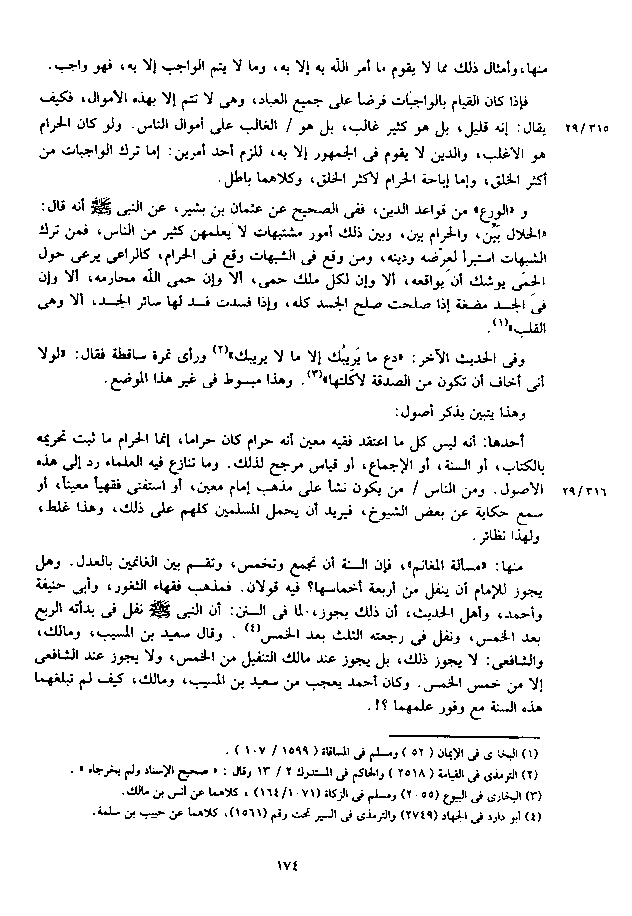 منها، وأمثال ذلك مما لا يقوم ما أمر الله به إلا به، وما لا يتم الواجب إلا به، فهو واجب.
فإذا كان القيام بالواجبات فرضاً على جميع العباد، وهى لا تتم إلا بهذه الأموال، فكيف
٢٩/٣١٥ يقال: إنه قليل، بل هو كثير غالب، بل هو / الغالب على أموال الناس. ولو كان الحرام
هو الأغلب، والدين لا يقوم فى الجمهور إلا به، للزم أحد أمرين: إما ترك الواجبات من
أكثر الخلق، وإما إباحة الحرام لأكثر الخلق، وكلاهما باطل.
و «الورع» من قواعد الدين، ففى الصحيح عن عثمان بن بشير، عن النبى ﷺ أنه قال:
«الحلال بَيِّن، والحرام بين، وبين ذلك أمور مشتبهات لا يعلمهن كثير من الناس، فمن ترك
الشبهات استبرأ لعِرْضه ودينه، ومن وقع فى الشبهات وقع فى الحرام، كالراعى يرعى حول
الحمَى يوشك أن يواقعه، ألا وإن لكل ملك حمى، ألا وإن حمى الله محارمه، ألا وإن
فى الجسد مضغة إذا صلحت صلح الجسد كله، وإذا فسدت فسد لها سائر الجسد، ألا وهى
القلب»(١).
وفى الحديث الآخر: «دع ما يَرِيبُك إلا ما لا يريبك»(٢) ورأى تمرة ساقطة فقال: «لولا
أنى أخاف أن تكون من الصدقة لأكلتها»(٣). وهذا مبسوط فى غير هذا الموضع.
وهذا يتبين بذكر أصول:
أحدها: أنه ليس كل ما اعتقد فقيه معين أنه حرام كان حراما، إنما الحرام ما ثبت تحريمه
بالكتاب، أو السنة، أو الإجماع، أو قياس مرجح لذلك. وما تنازع فيه العلماء رد إلى هذه
٢٩/٣١٦ الأصول. ومن الناس / من يكون نشأ على مذهب إمام معين، أو استفتى فقهياً معيناً، أو
سمع حكاية عن بعض الشيوخ، فيريد أن يحمل المسلمين كلهم على ذلك، وهذا غلط،
ولهذا نظائر.
منها: «مسألة المغانم»، فإن السنة أن تجمع وتخمس، وتقسم بين الغانمين بالعدل. وهل
يجوز للإمام أن ينفل من أربعة أخماسها؟ فيه قولان. فمذهب فقهاء الثغور، وأبى حنيفة
وأحمد، وأهل الحديث، أن ذلك يجوز، لما فى السنن: أن النبى ﷺ نفل فى بدأته الربع
بعد الخمس، ونفل فى رجعته الثلث بعد الخمس(٤). وقال سعيد بن المسيب، ومالك،
والشافعى: لا يجوز ذلك، بل يجوز عند مالك التنفيل من الخمس، ولا يجوز عند الشافعى
إلا من خمس الخمس. وكان أحمد يعجب من سعيد بن المسيب، ومالك، كيف لم تبلغهما
هذه السنة مع وفور علمهما ؟!.
(١) البخارى فى الإيمان (٥٢) ومسلم فى المساقاة (١٥٩٩ / ١٠٧).
(٢) الترمذى فى القيامة (٢٥١٨) والحاكم فى المستدرك ٢ / ١٣ وقال : « صحيح الإسناد ولم يخرجاه » .
(٣) البخارى فى البيوع (٢٠٥٥) ومسلم فى الزكاة (١٦٤/١٠٧١)، كلاهما عن أنس بن مالك.
(٤) أبو داود فى الجهاد (٢٧٤٩) والترمذى فى السير تحت رقم (١٥٦١)، كلاهما عن حبيب بن سلمة.
١٧٤